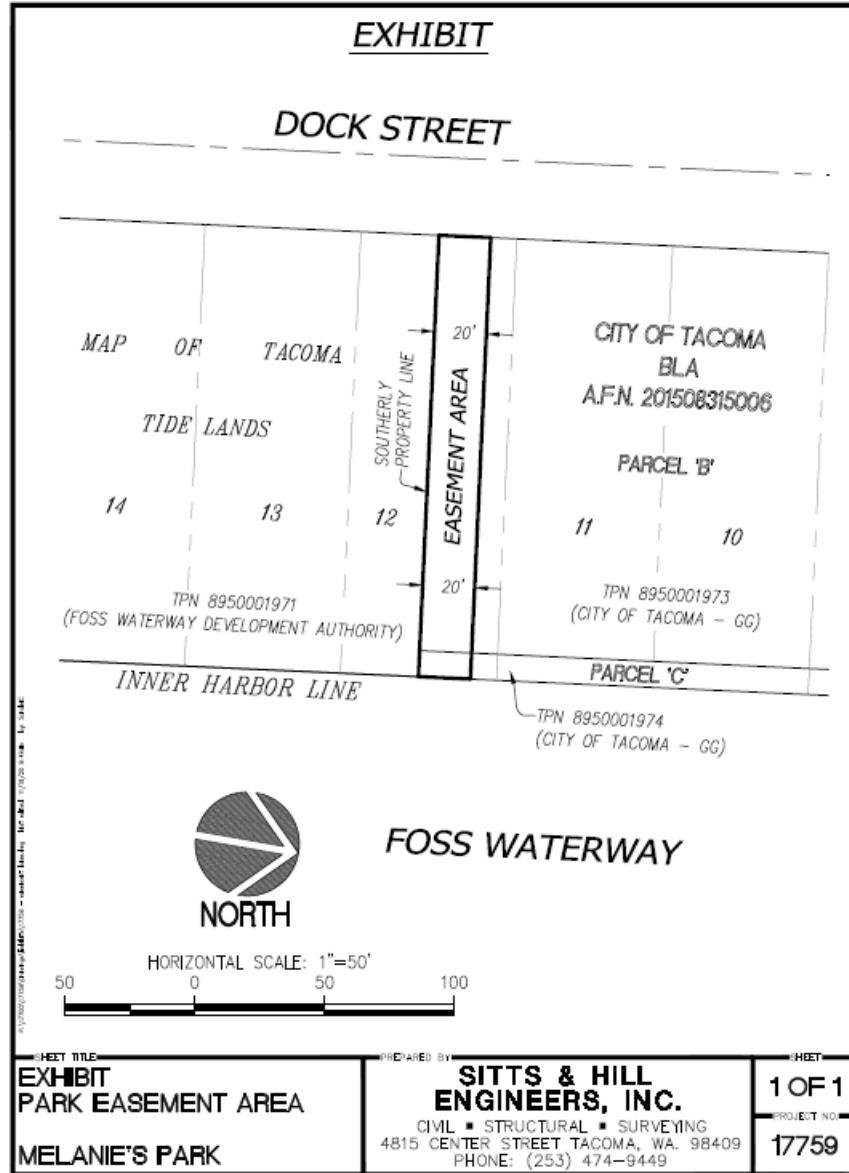 EXHIBIT
DOCK STREET
MAP OF TACOMA
TIDE LANDS
14
13
12
SOUTHERLY
PROPERTY LINE
20'
EASEMENT AREA
20'
CITY OF TACOMA
BLA
A.F.N. 201508315006
PARCEL 'B'
11
10
TPN 8950001971
(FOSS WATERWAY DEVELOPMENT AUTHORITY)
TPN 8950001973
(CITY OF TACOMA - GG)
INNER HARBOR LINE
PARCEL 'C'
TPN 8950001974
(CITY OF TACOMA - GG)
FOSS WATERWAY
NORTH
HORIZONTAL SCALE: 1"=50'
50 0 50 100
SHEET TITLE
EXHIBIT
PARK EASEMENT AREA
MELANIE'S PARK
PREPARED BY
SITTS & HILL
ENGINEERS, INC.
CIVIL ▪ STRUCTURAL ▪ SURVEYING
4815 CENTER STREET TACOMA, WA. 98409
PHONE: (253) 474-9449
SHEET
1 OF 1
PROJECT NO.
17759